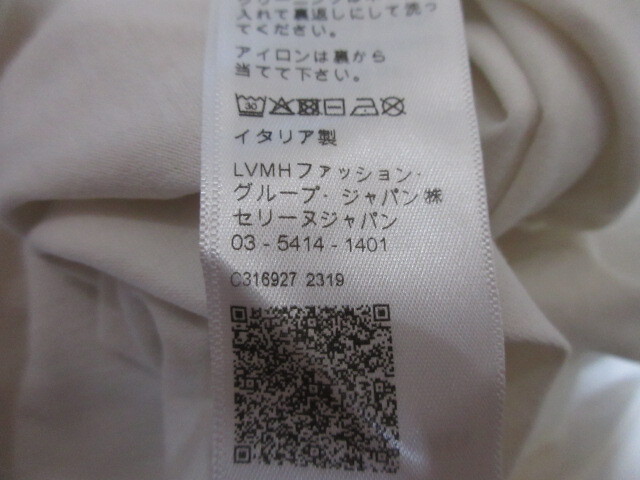 入れて裏返しにして洗っ
てください。
アイロンは裏から
当てて下さい。
イタリア製
LVMHファッション・
グループ・ジャパン㈱
セリーヌジャパン
03 - 5414 - 1401
C316927 2319